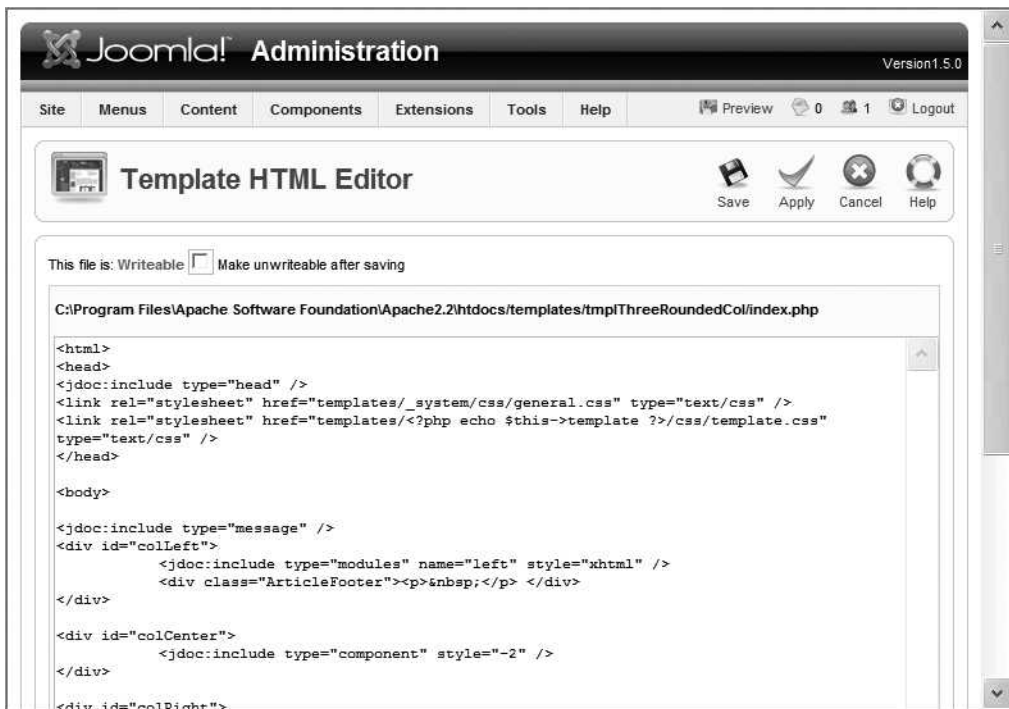 Joomla! Administration
Version1.5.0
Site Menus Content Components Extensions Tools Help Preview 0 1 Logout
Template HTML Editor
Save Apply Cancel Help
This file is: Writeable Make unwriteable after saving
C:\Program Files\Apache Software Foundation\Apache2.2\htdocs/templates/tmplThreeRoundedCol/index.php
<html>
<head>
<jdoc:include type="head" />
<link rel="stylesheet" href="templates/_system/css/general.css" type="text/css" />
<link rel="stylesheet" href="templates/<?php echo $this->template ?>/css/template.css"
type="text/css" />
</head>
<body>
<jdoc:include type="message" />
<div id="colLeft">
<jdoc:include type="modules" name="left" style="xhtml" />
<div class="ArticleFooter"><p>&nbsp;</p> </div>
</div>
<div id="colCenter">
<jdoc:include type="component" style="-2" />
</div>
<div id="colRight">